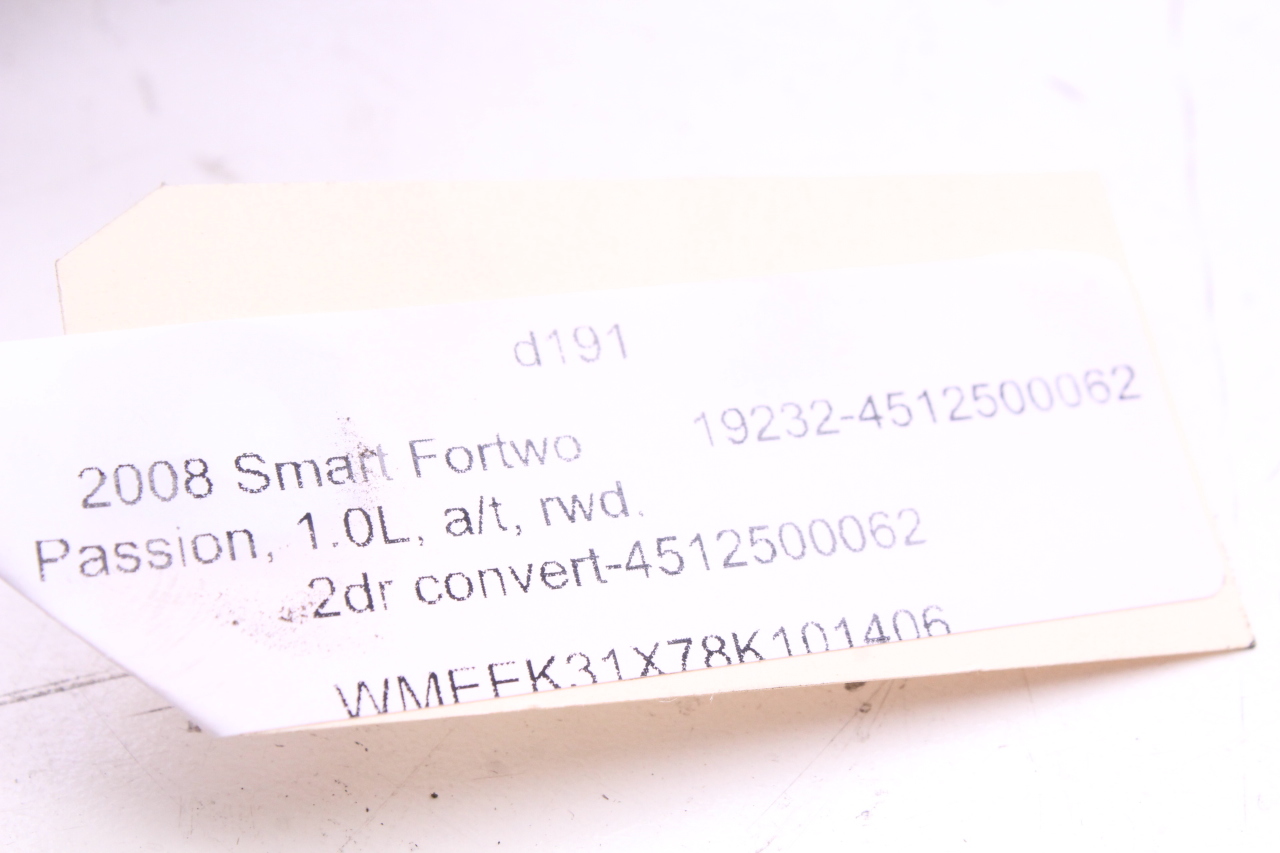 d191
2008 Smart Fortwo 19232-4512500062
Passion, 1.0L, a/t, rwd.
2dr convert-4512500062
WMEEK31X78K101406